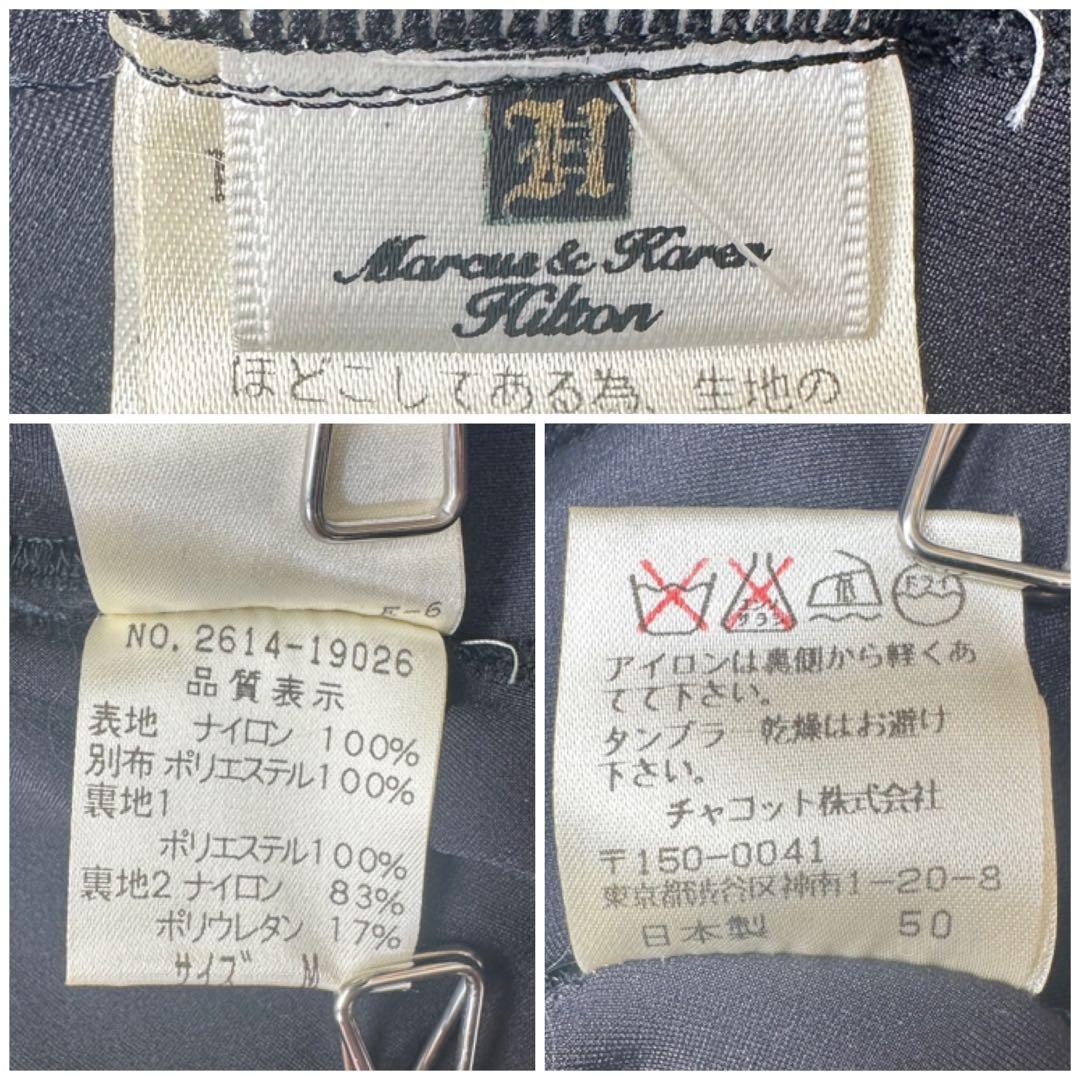 H
Marcus & Karen
Hilton
ほどこしてある為、生地の
F-6
NO. 2614-19026
品質表示
表地 ナイロン 100%
別布 ポリエステル100%
裏地1
ポリエステル100%
裏地2 ナイロン 83%
ポリウレタン 17%
サイズ M
エンソ
サラシ
低
アイロンは裏側から軽くあ
てて下さい。
タンブラー乾燥はお避け
下さい。
チャコット株式会社
〒150-0041
東京都渋谷区神南1-20-8
日本製 50